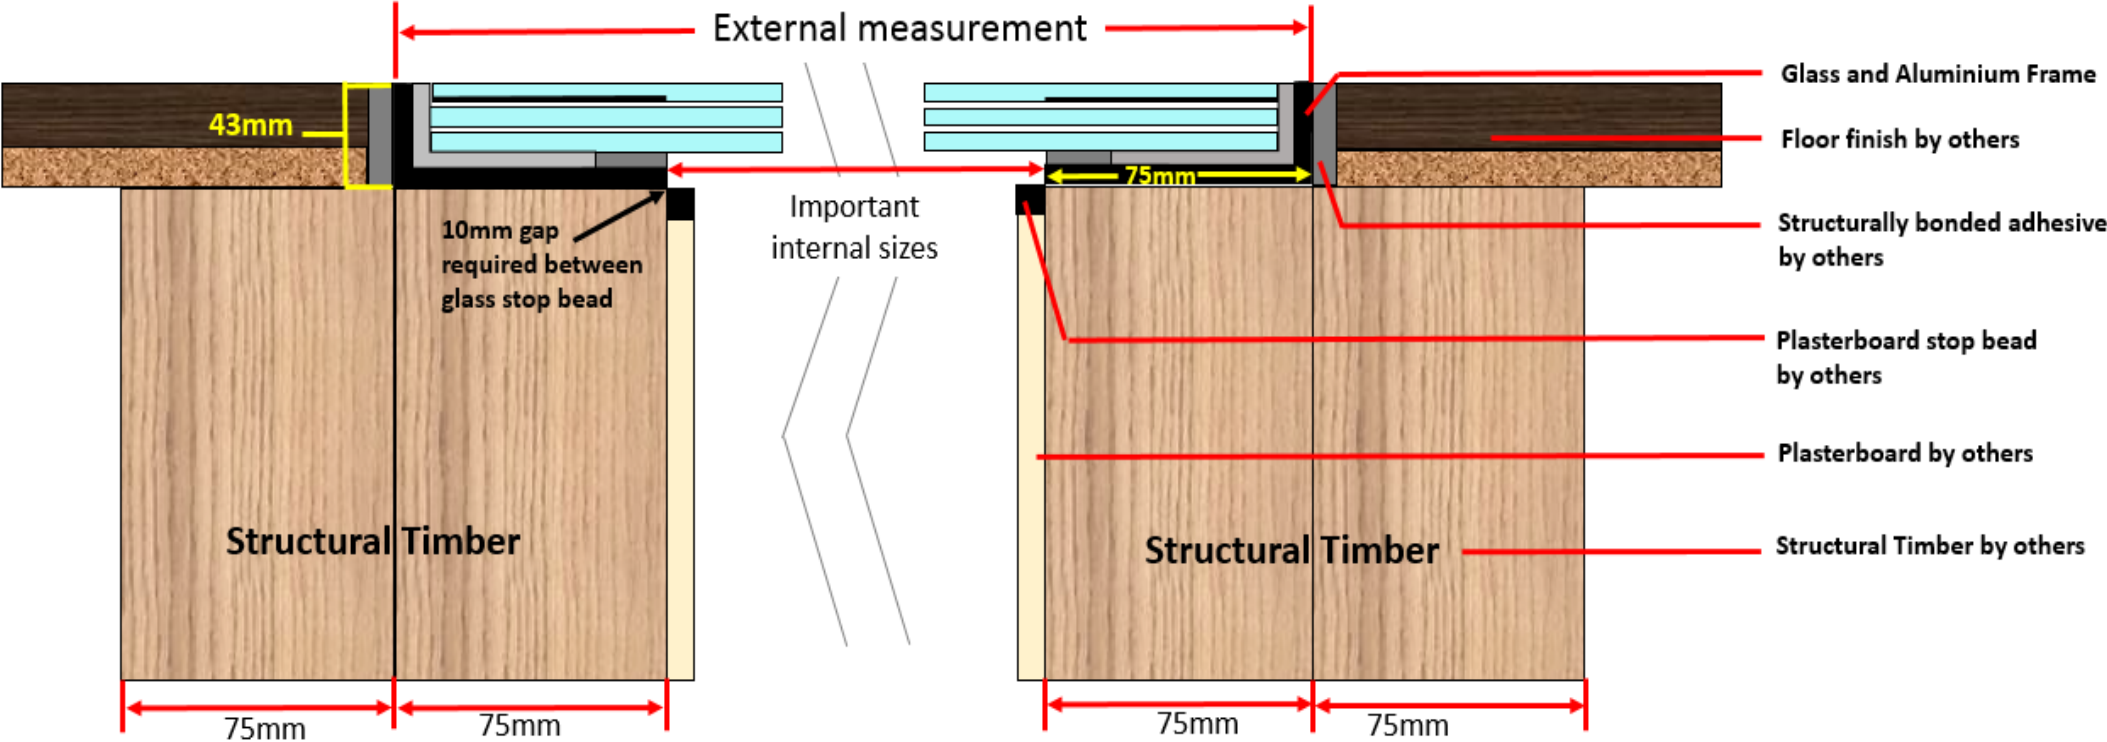 External measurement
Glass and Aluminium Frame
43mm
Floor finish by others
75mm
Important
internal sizes
10mm gap
required between
glass stop bead
Structurally bonded adhesive
by others
Plasterboard stop bead
by others
Plasterboard by others
Structural Timber
Structural Timber
Structural Timber by others
75mm
75mm
75mm
75mm